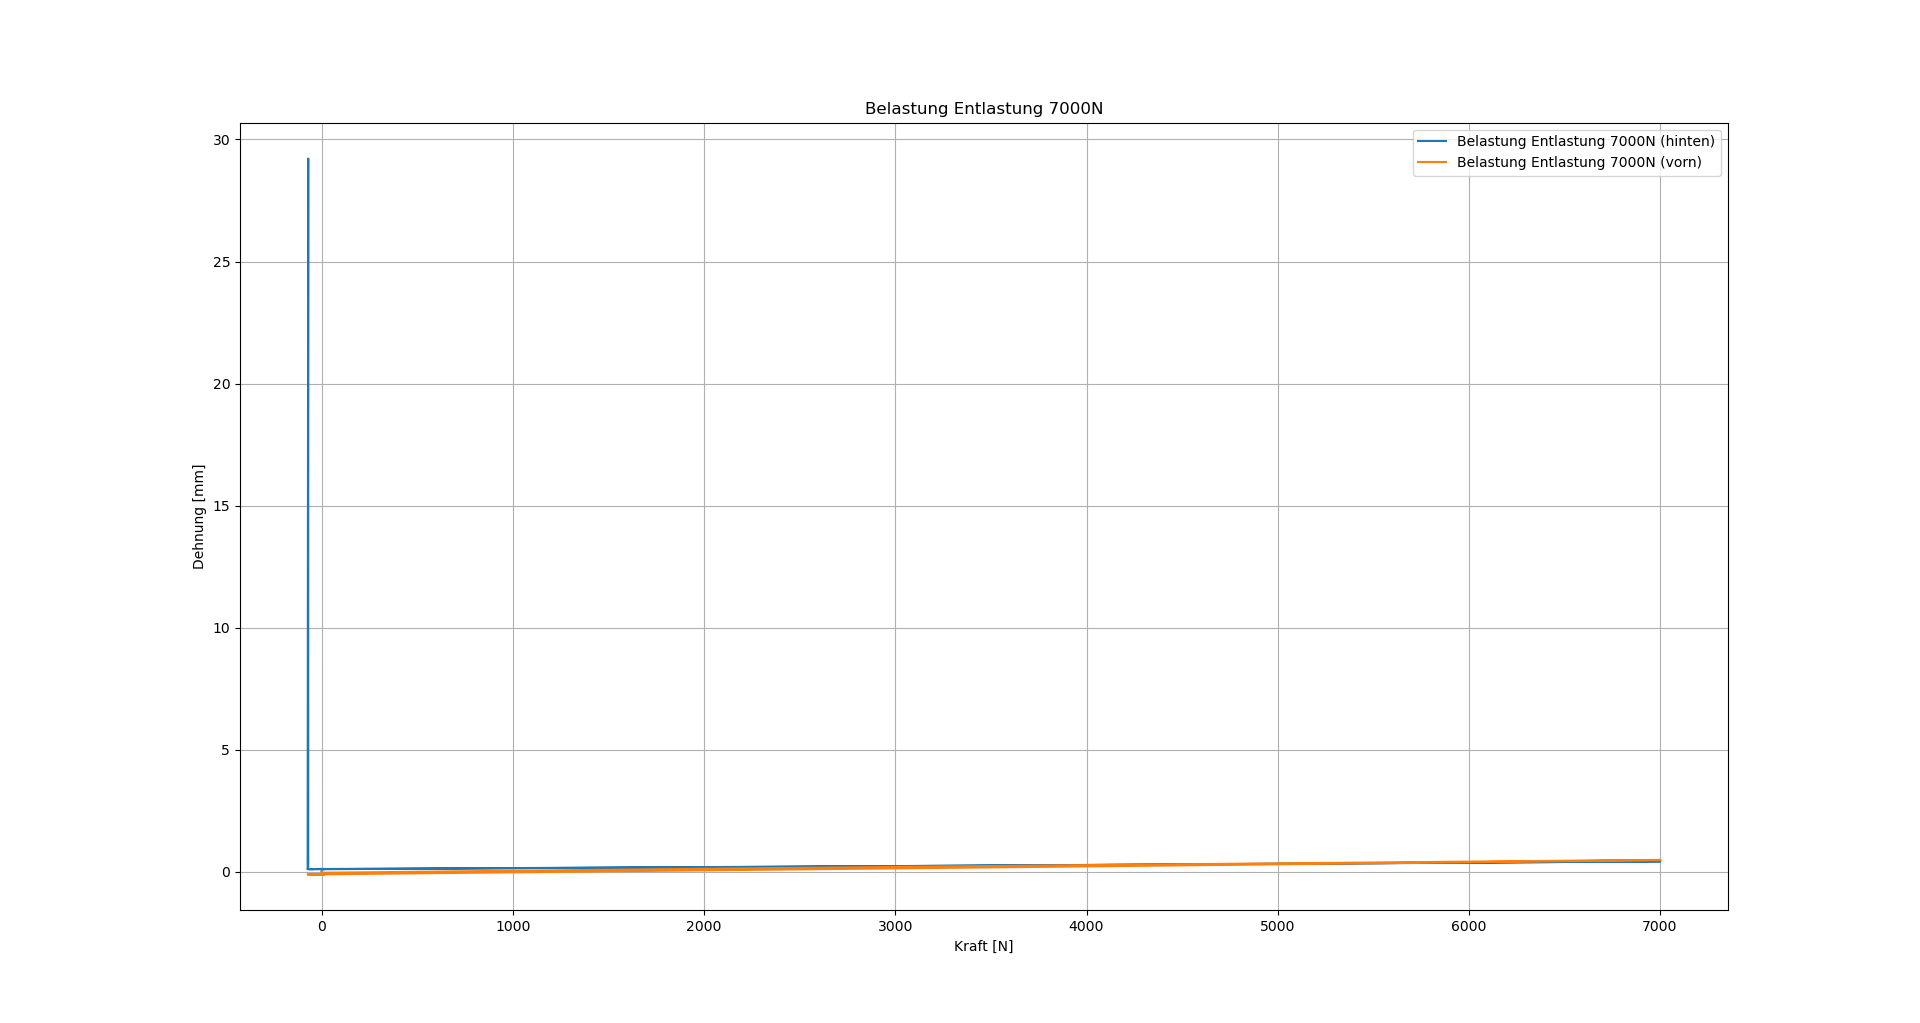 Belastung Entlastung 7000N
Belastung Entlastung 7000N (hinten)
Belastung Entlastung 7000N (vorn)
30
25
20
15
10
5
0
Dehnung [mm]
0 1000 2000 3000 4000 5000 6000 7000
Kraft [N]